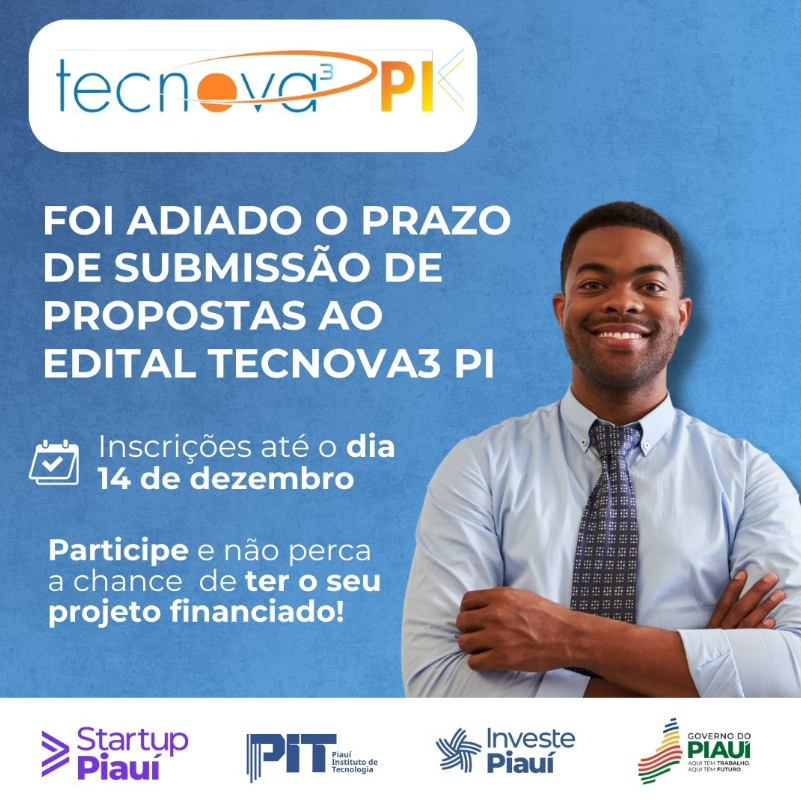 tecnova³ PI
FOI ADIADO O PRAZO
DE SUBMISSÃO DE
PROPOSTAS AO
EDITAL TECNOVA3 PI
Inscrições até o dia
14 de dezembro
Participe e não perca
a chance de ter o seu
projeto financiado!
Startup
Piauí
PIT
Piauí
Instituto de
Tecnologia
Investe
Piauí
GOVERNO DO
PIAUÍ
AQUI TEM TRABALHO.
AQUI TEM FUTURO.